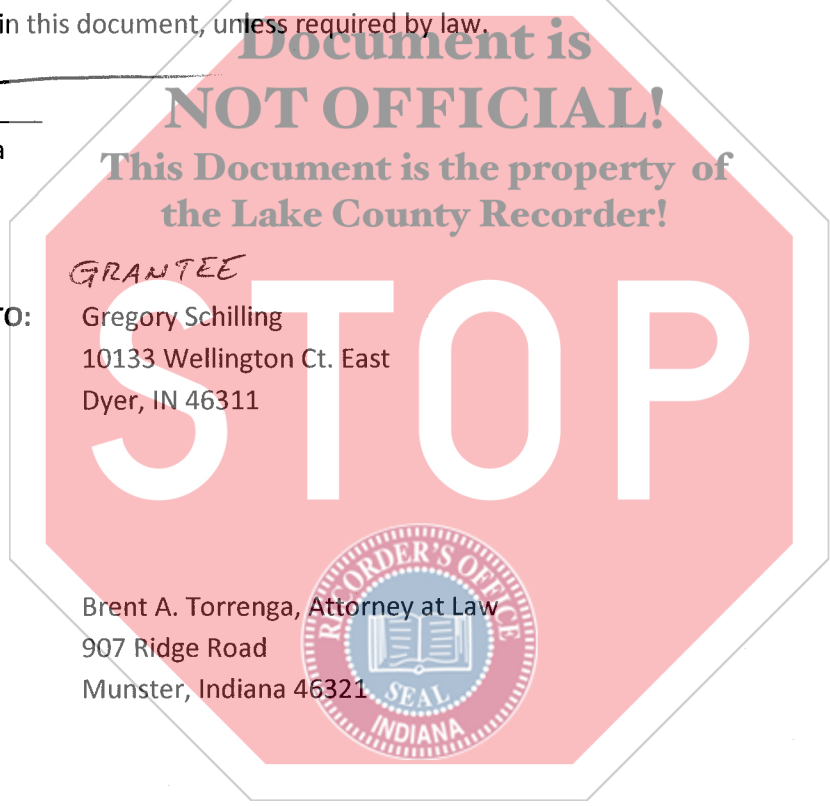 in this document, unless required by law.
Document is
NOT OFFICIAL!
a
This Document is the property of
the Lake County Recorder!
GRANTEE
TO: Gregory Schilling
10133 Wellington Ct. East
Dyer, IN 46311
STOP
Brent A. Torrenga, Attorney at Law
907 Ridge Road
Munster, Indiana 46321
RECORDER'S OFFICE
SEAL
INDIANA